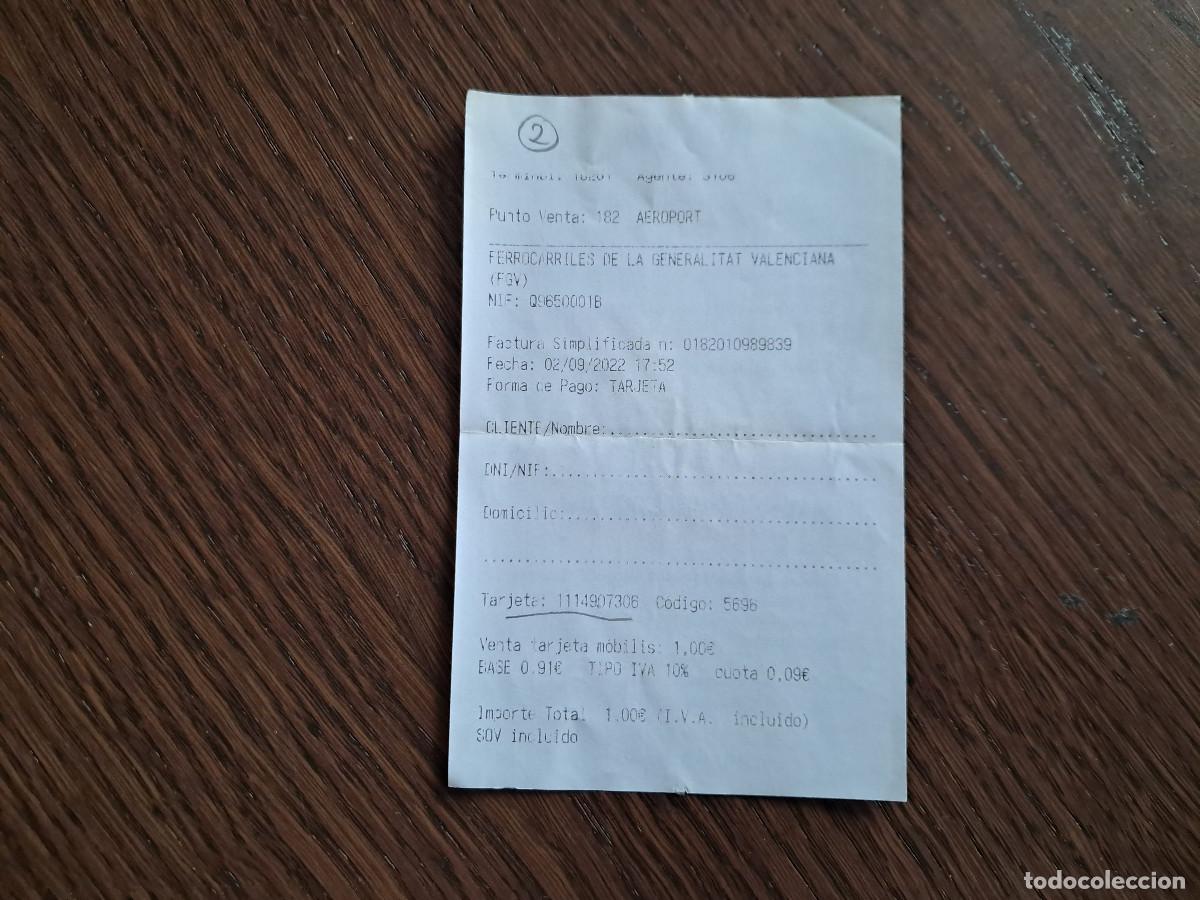 2
Agente:
Punto Venta: 182 AEROPORT
FERROCARRILES DE LA GENERALITAT VALENCIANA
(FGV)
NIF: Q9650001B
Factura Simplificada n: 0182010989839
Fecha: 02/09/2022 17:52
Forma de Pago: TARJETA
CLIENTE/Nombre:................................
DNI/NIF:.......................................
Domicilio:.....................................
...............................................
Tarjeta: 1114907306 Código: 5696
Venta tarjeta móbilis: 1,00€
BASE 0,91€ TIPO IVA 10% cuota 0,09€
Importe Total 1,00€ (I.V.A. incluido)
SOV incluido
todocoleccion